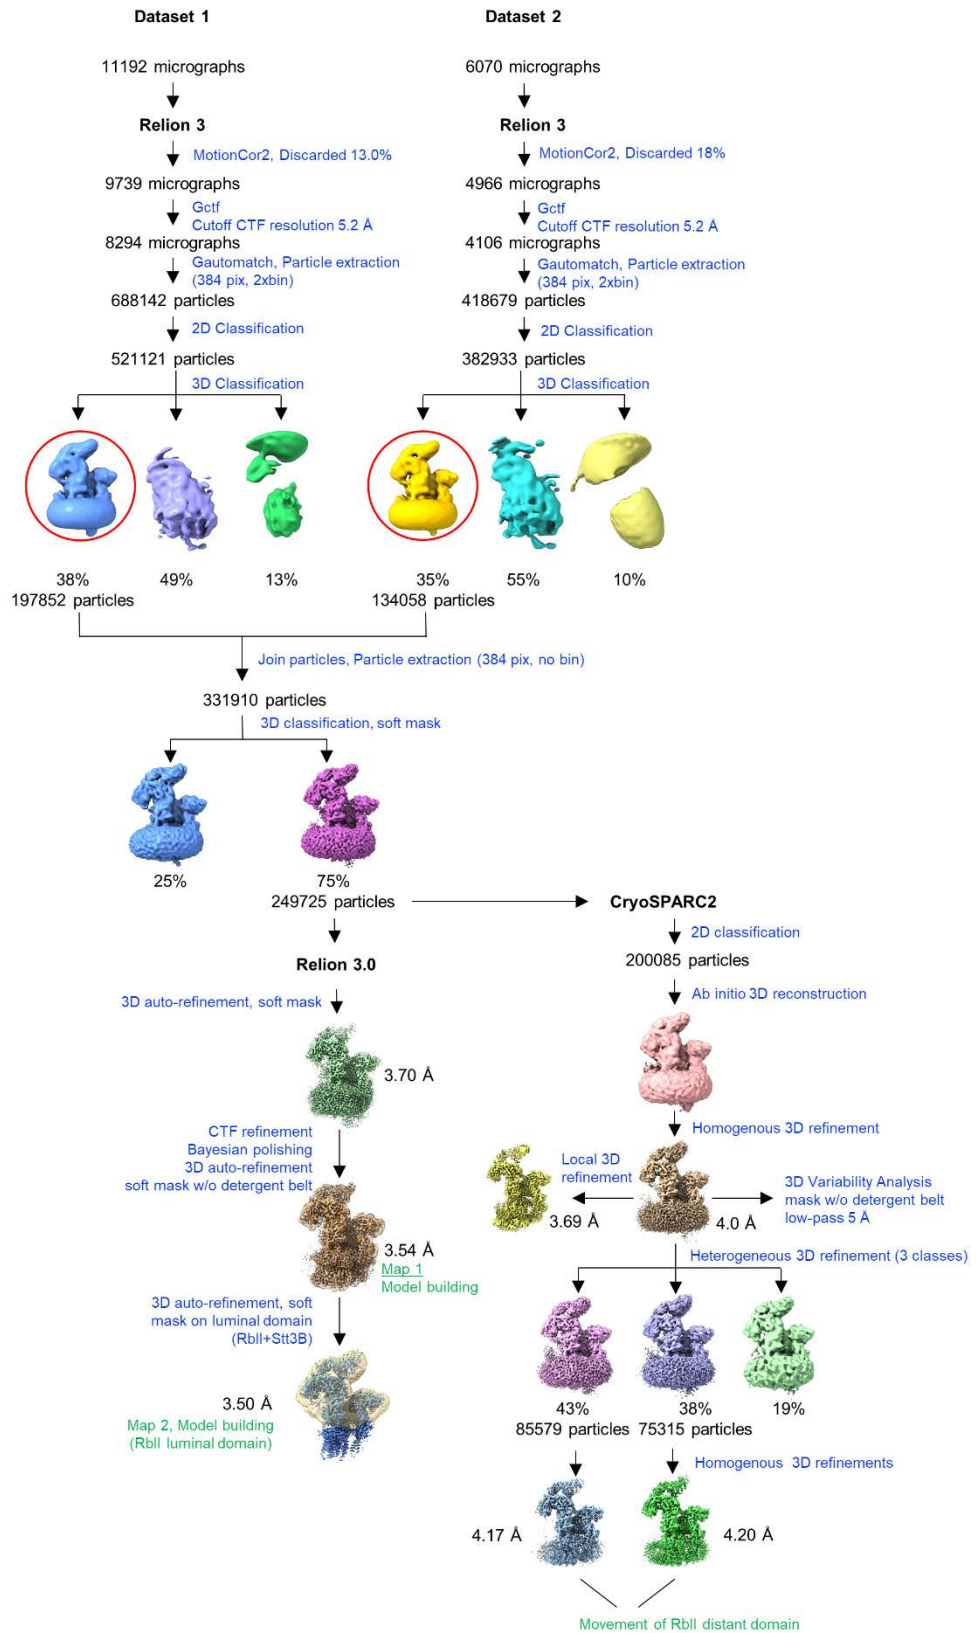 Dataset 1
Dataset 2
11192 micrographs
6070 micrographs
Relion 3
Relion 3
MotionCor2, Discarded 13.0%
MotionCor2, Discarded 18%
9739 micrographs
4966 micrographs
Gctf
Cutoff CTF resolution 5.2 Å
Gctf
Cutoff CTF resolution 5.2 Å
8294 micrographs
4106 micrographs
Gautomatch, Particle extraction
(384 pix, 2xbin)
Gautomatch, Particle extraction
(384 pix, 2xbin)
688142 particles
418679 particles
2D Classification
2D Classification
521121 particles
382933 particles
3D Classification
3D Classification
38%
49%
13%
35%
55%
10%
197852 particles
134058 particles
Join particles, Particle extraction (384 pix, no bin)
331910 particles
3D classification, soft mask
25%
75%
249725 particles
CryoSPARC2
2D classification
200085 particles
Relion 3.0
3D auto-refinement, soft mask
Ab initio 3D reconstruction
3.70 Å
CTF refinement
Bayesian polishing
3D auto-refinement
soft mask w/o detergent belt
Homogenous 3D refinement
Local 3D
refinement
3D Variability Analysis
mask w/o detergent belt
low-pass 5 Å
3.69 Å
4.0 Å
3.54 Å
Map 1
Model building
Heterogeneous 3D refinement (3 classes)
3D auto-refinement, soft
mask on luminal domain
(RbII+Stt3B)
3.50 Å
Map 2, Model building
(RbII luminal domain)
43%
38%
19%
85579 particles
75315 particles
Homogenous 3D refinements
4.17 Å
4.20 Å
Movement of RbII distant domain